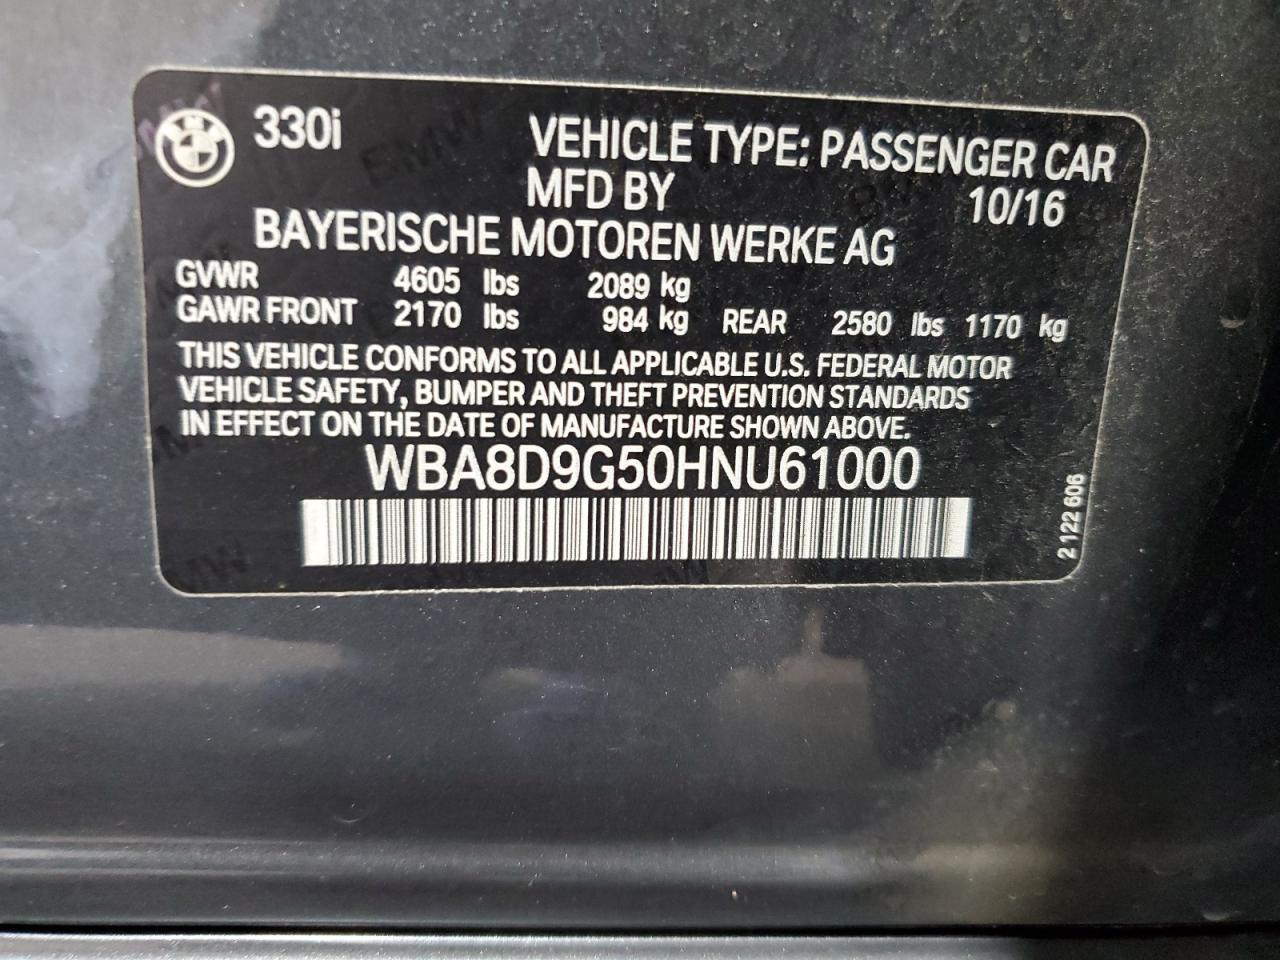 330i
VEHICLE TYPE: PASSENGER CAR
MFD BY 10/16
BAYERISCHE MOTOREN WERKE AG
GVWR 4605 lbs 2089 kg
GAWR FRONT 2170 lbs 984 kg REAR 2580 lbs 1170 kg
THIS VEHICLE CONFORMS TO ALL APPLICABLE U.S. FEDERAL MOTOR
VEHICLE SAFETY, BUMPER AND THEFT PREVENTION STANDARDS
IN EFFECT ON THE DATE OF MANUFACTURE SHOWN ABOVE.
WBA8D9G50HNU61000
2 122 606
BMW